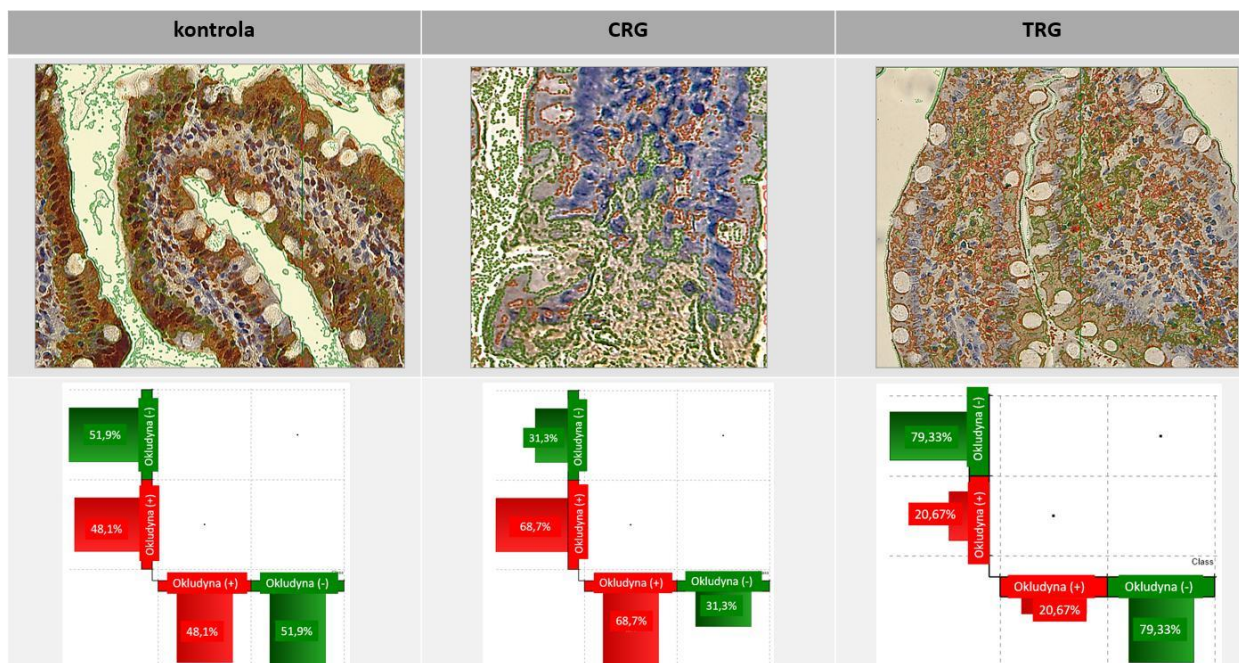 kontrola
CRG
TRG
Okludyna (-)
51,9%
Okludyna (+)
48,1%
Okludyna (+)
Okludyna (-)
48,1%
51,9%
Okludyna (-)
31,3%
Okludyna (+)
68,7%
Okludyna (+)
Okludyna (-)
68,7%
31,3%
Okludyna (-)
79,33%
Okludyna (+)
20,67%
Class
Okludyna (+)
Okludyna (-)
20,67%
79,33%